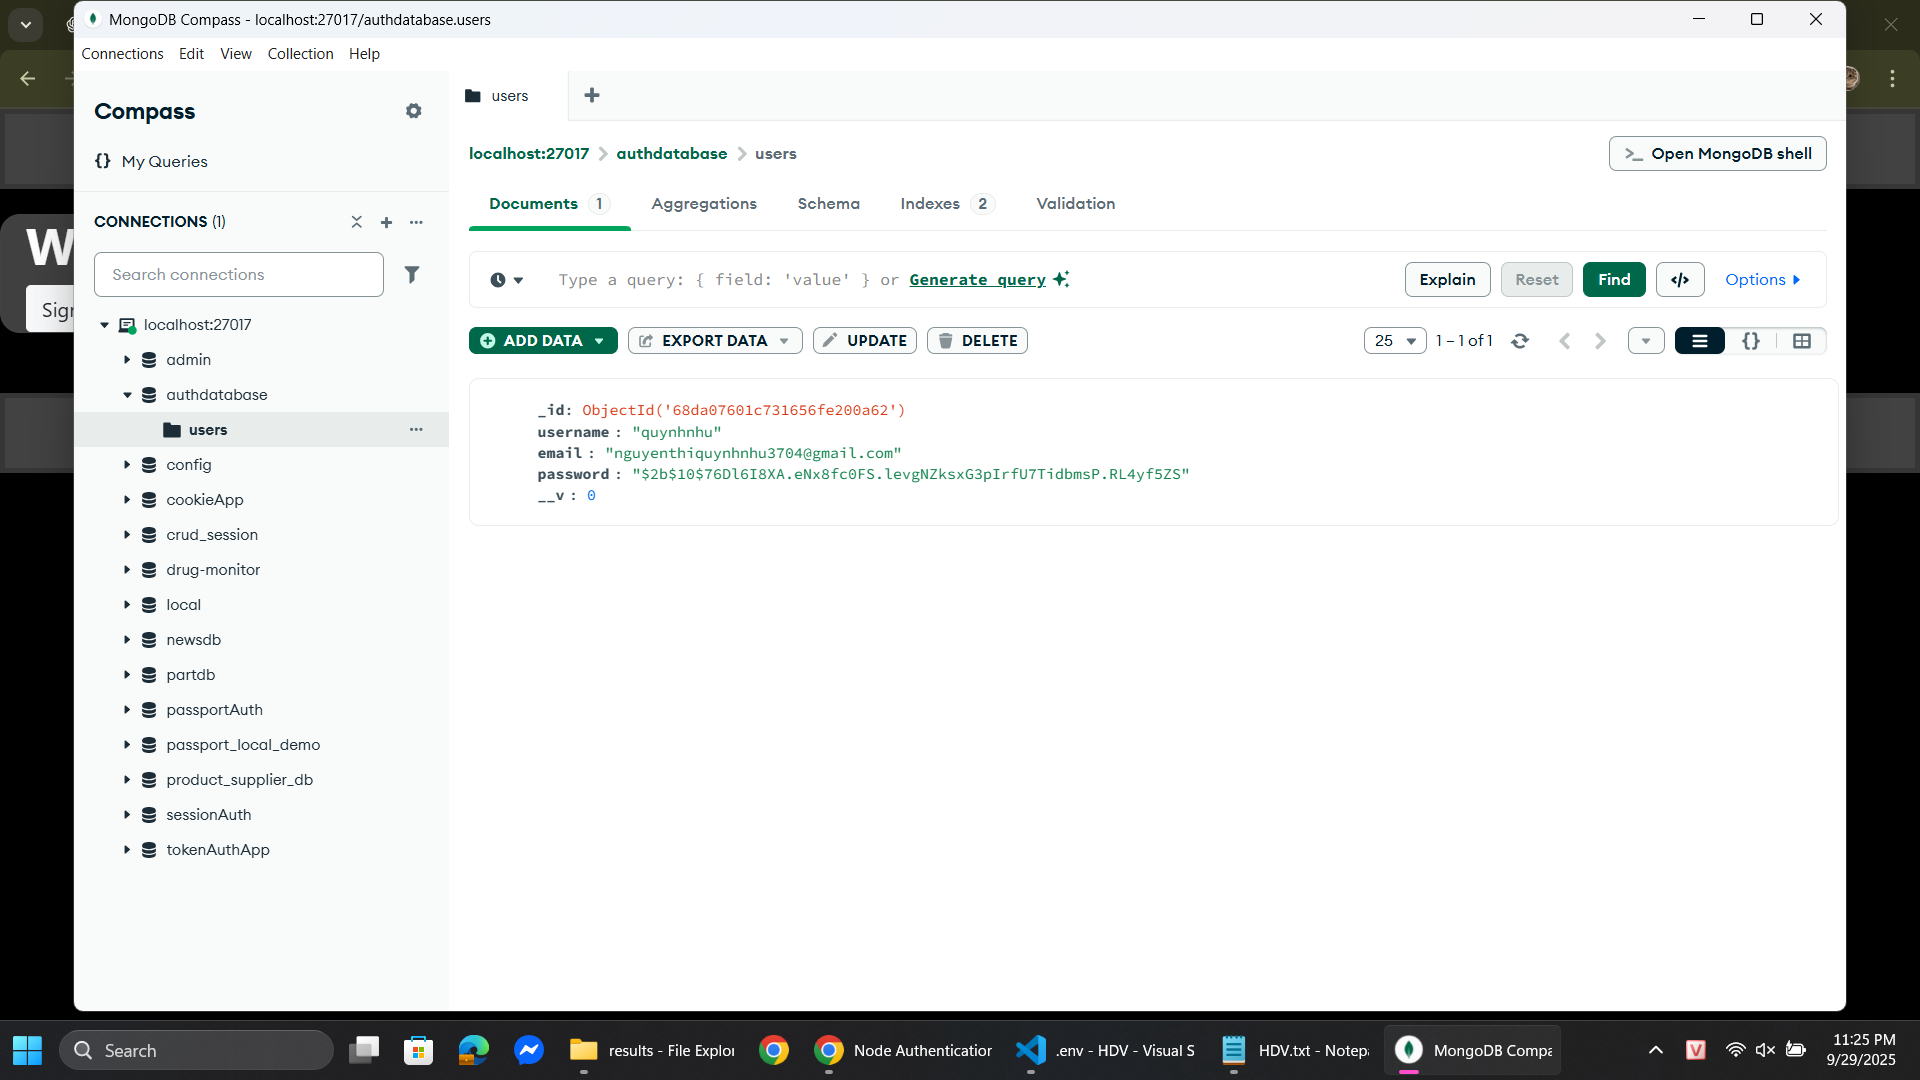 MongoDB Compass - localhost:27017/authdatabase.users
Connections Edit View Collection Help
Compass
My Queries
CONNECTIONS (1)
Search connections
localhost:27017
admin
authdatabase
users
config
cookieApp
crud_session
drug-monitor
local
newsdb
partdb
passportAuth
passport_local_demo
product_supplier_db
sessionAuth
tokenAuthApp
users
localhost:27017 authdatabase users
Open MongoDB shell
Documents 1 Aggregations Schema Indexes 2 Validation
Type a query: { field: 'value' } or Generate query
Explain Reset Find </> Options
ADD DATA EXPORT DATA UPDATE DELETE
25 1 – 1 of 1 {}
_id: ObjectId('68da07601c731656fe200a62')
username : "quynhnhu"
email : "nguyenthiquynhnhu3704@gmail.com"
password : "$2b$10$76Dl6I8XA.eNx8fc0FS.levgNZksxG3pIrfU7TidbmsP.RL4yf5ZS"
__v : 0
W
Sigr
Search
results - File Explor
Node Authentication
.env - HDV - Visual S
HDV.txt - Notepa
MongoDB Compa
V
11:25 PM
9/29/2025